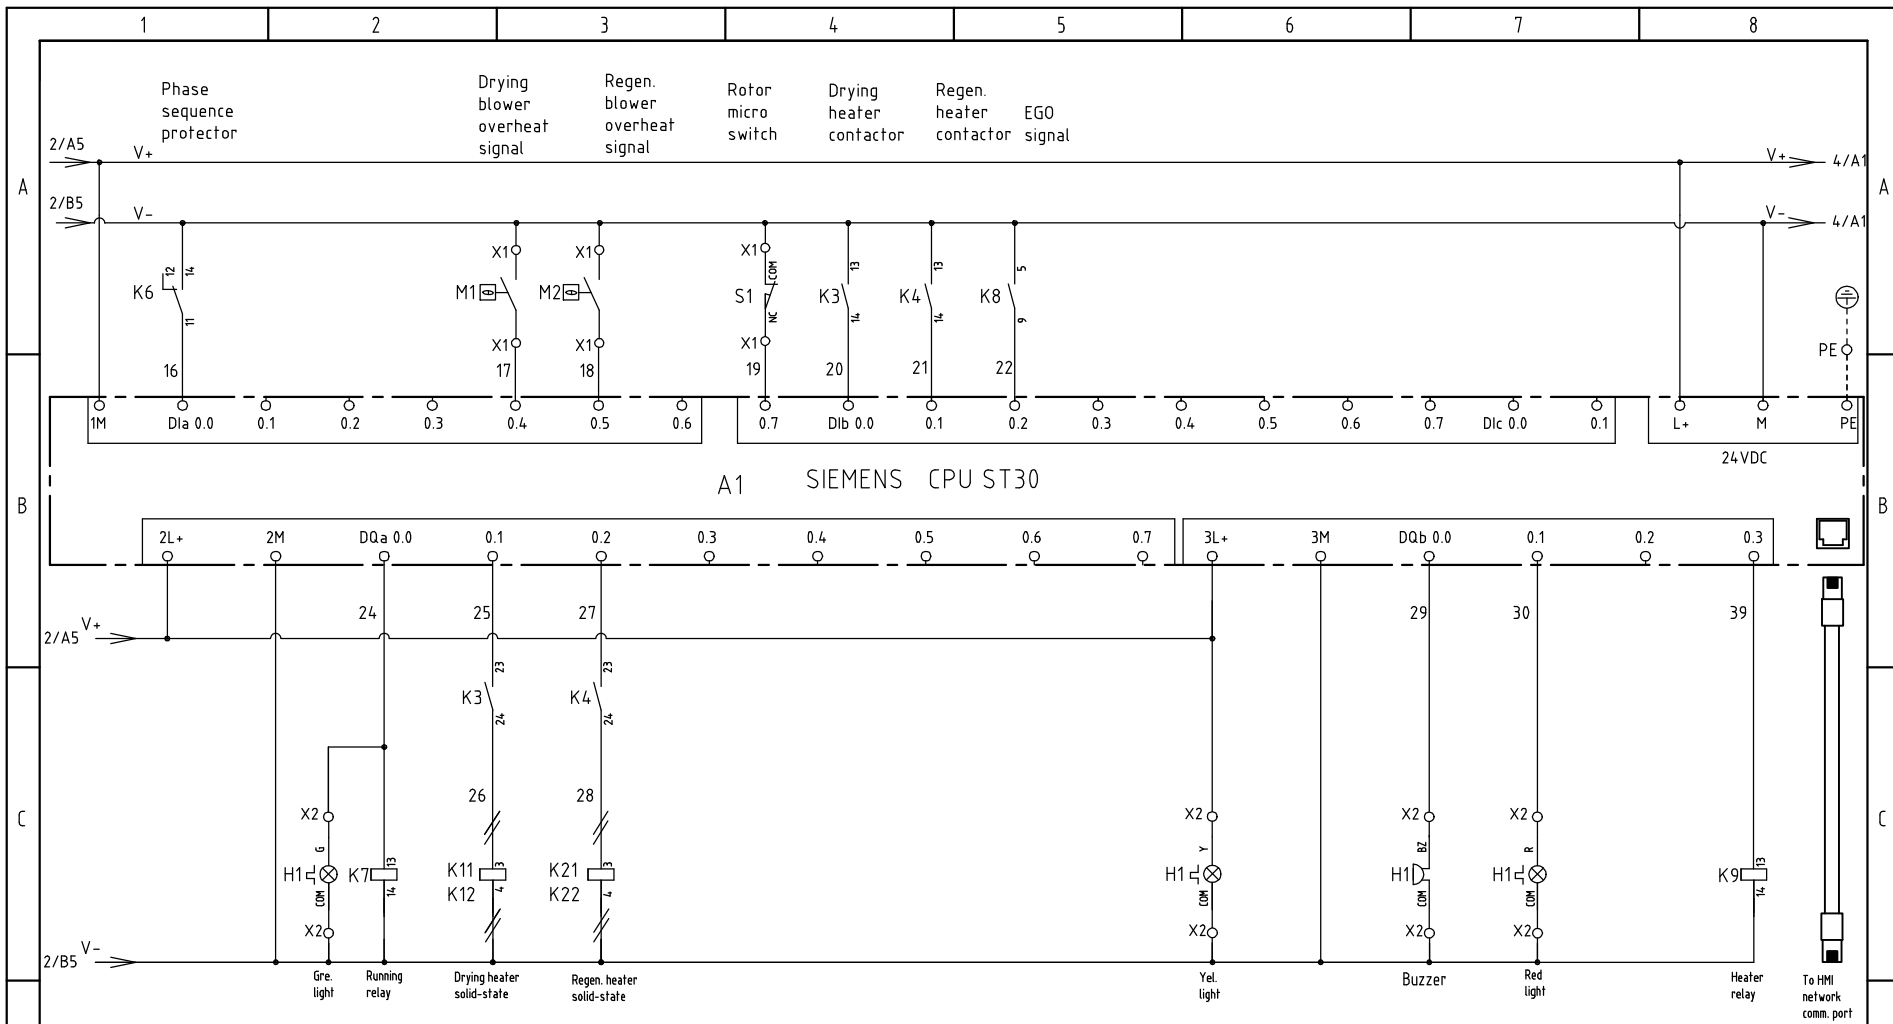 1 2 3 4 5 6 7 8
Phase
sequence
protector
Drying
blower
overheat
signal
Regen.
blower
overheat
signal
Rotor
micro
switch
Drying
heater
contactor
Regen.
heater
contactor
EGO
signal
2/A5 V+ V+ 4/A1
A A
2/B5 V- V- 4/A1
X1 X1 X1
12 14 COM 13 13 5
K6 M1 θ M2 θ S1 K3 K4 K8
11 NC 14 14 9
X1 X1 X1 PE
16 17 18 19 20 21 22
1M DIa 0.0 0.1 0.2 0.3 0.4 0.5 0.6 0.7 DIb 0.0 0.1 0.2 0.3 0.4 0.5 0.6 0.7 DIc 0.0 0.1 L+ M PE
24VDC
A1 SIEMENS CPU ST30
B B
2L+ 2M DQa 0.0 0.1 0.2 0.3 0.4 0.5 0.6 0.7 3L+ 3M DQb 0.0 0.1 0.2 0.3
24 25 27 29 30 39
2/A5 V+
23 23
K3 K4
24 24
26 28
C C
X2 X2 X2 X2
G Y BZ R
H1 K7 13 K11 3 K21 3 H1 H1 H1 K9 13
COM 14 K12 4 K22 4 COM COM COM 14
X2 X2 X2 X2
2/B5 V-
Gre.
light
Running
relay
Drying heater
solid-state
Regen. heater
solid-state
Yel.
light
Buzzer
Red
light
Heater
relay
To HMI
network
comm. port